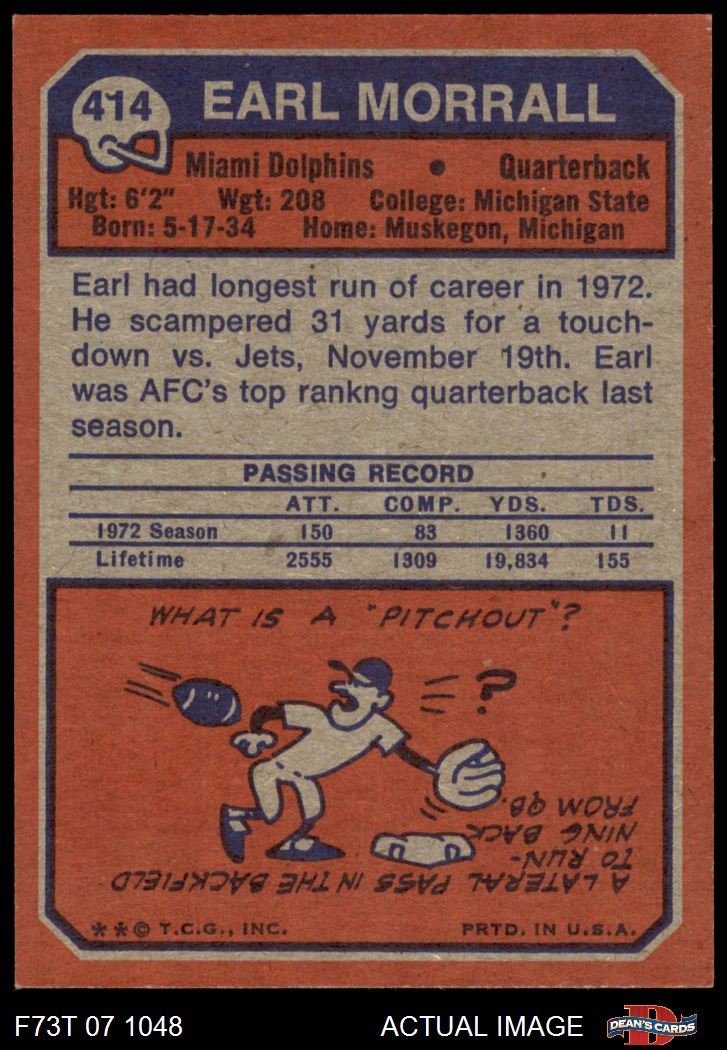 414 EARL MORRALL
Miami Dolphins • Quarterback
Hgt: 6'2" Wgt: 208 College: Michigan State
Born: 5-17-34 Home: Muskegon, Michigan
Earl had longest run of career in 1972.
He scampered 31 yards for a touch-
down vs. Jets, November 19th. Earl
was AFC's top rankng quarterback last
season.
PASSING RECORD
ATT. COMP. YDS. TDS.
1972 Season 150 83 1360 11
Lifetime 2555 1309 19,834 155
WHAT IS A "PITCHOUT"?
?
A LATERAL PASS IN THE BACKFIELD
TO RUN-
NING BACK
FROM QB.
**© T.C.G., INC. PRTD. IN U.S.A.
F73T 07 1048 ACTUAL IMAGE D DEAN'S CARDS